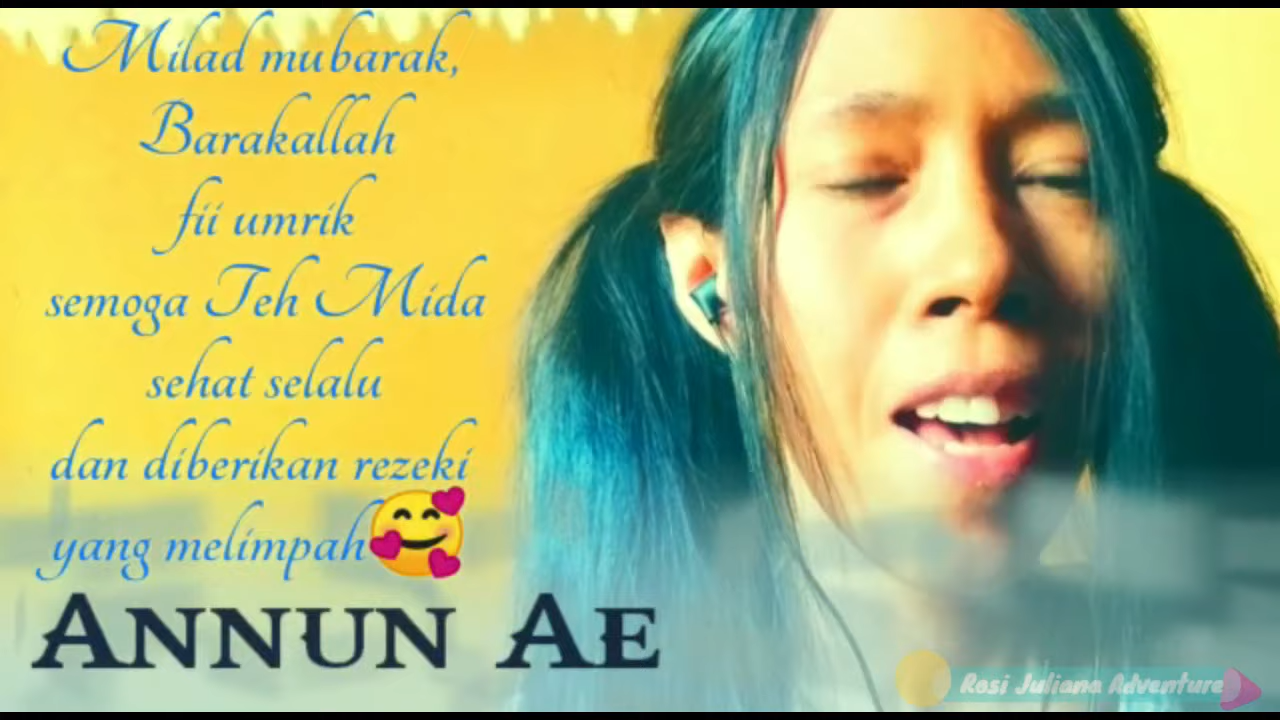 Milad mubarak,
Barakallah
fii umrik
semoga Teh Mida
sehat selalu
dan diberikan rezeki
yang melimpah🥰
ANNUN AE
Rosi Juliana Adventure